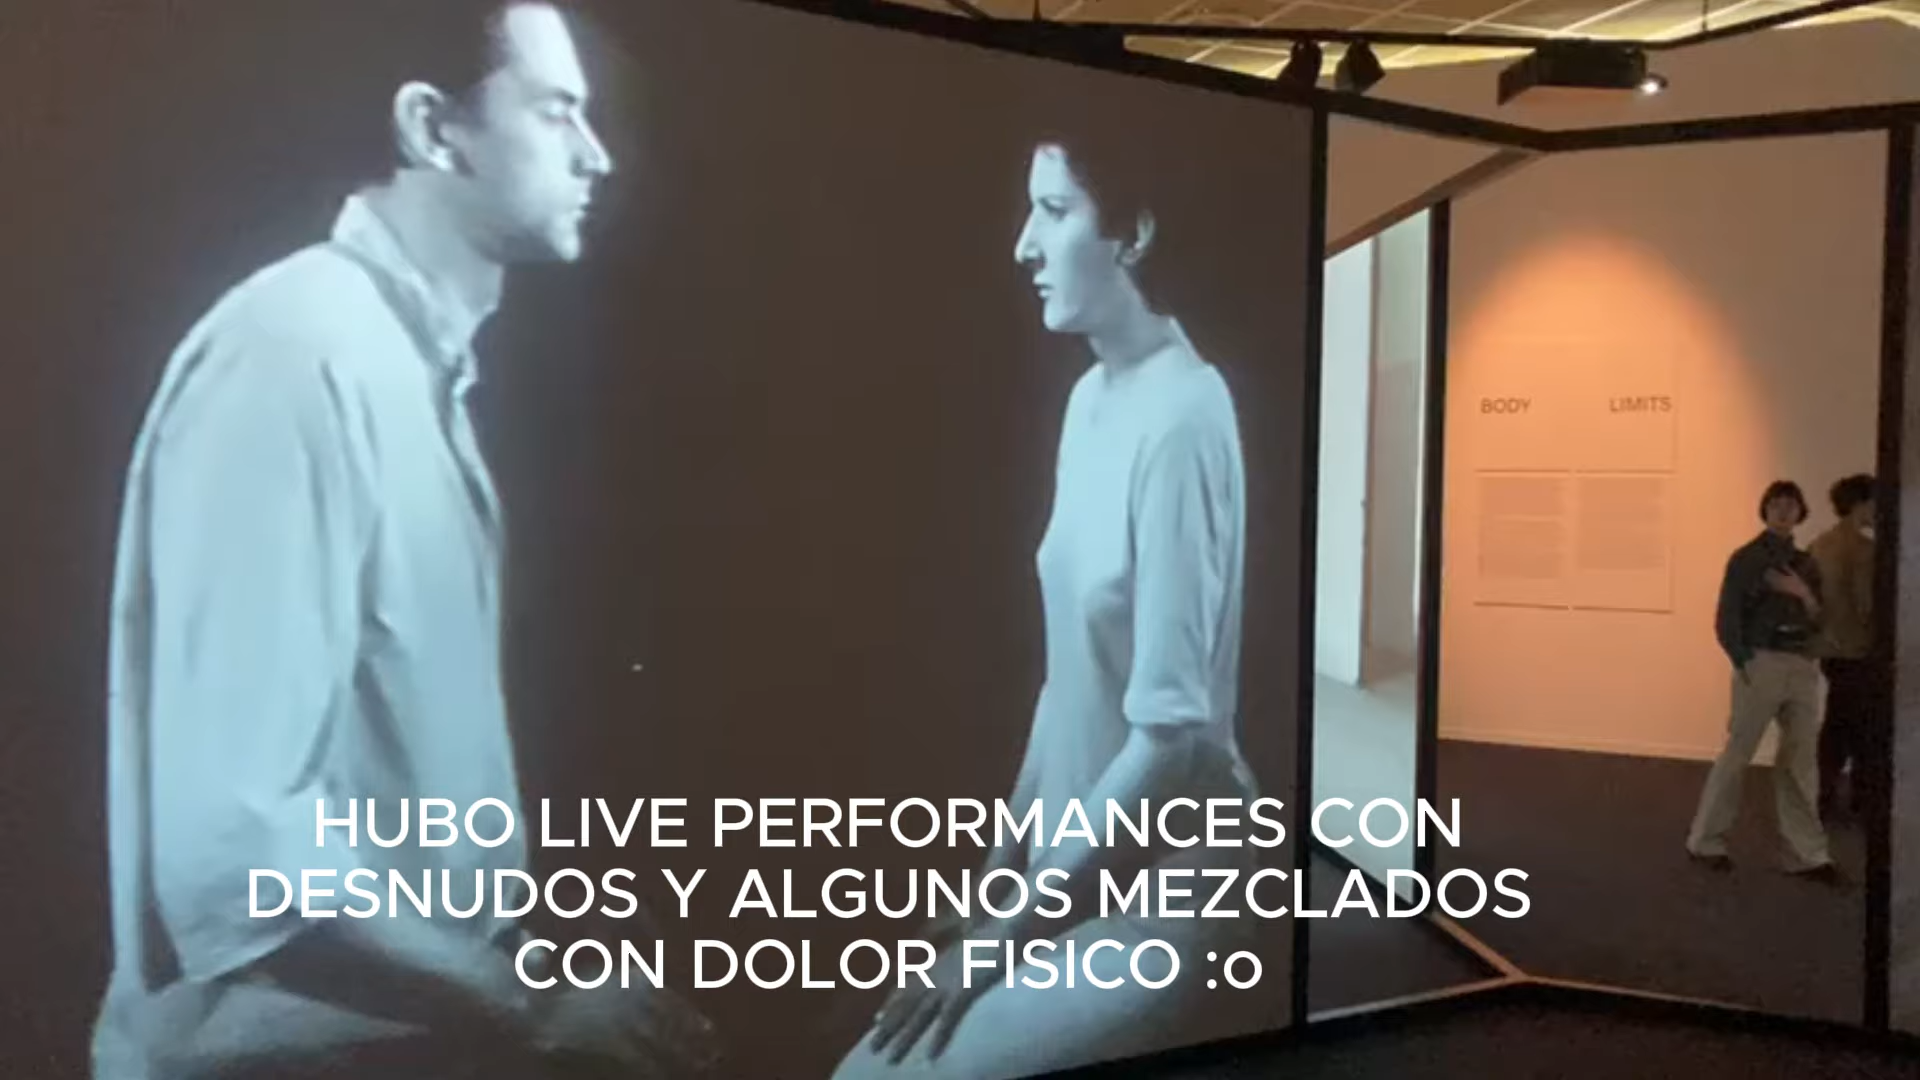 BODY LIMITS
HUBO LIVE PERFORMANCES CON
DESNUDOS Y ALGUNOS MEZCLADOS
CON DOLOR FISICO :o